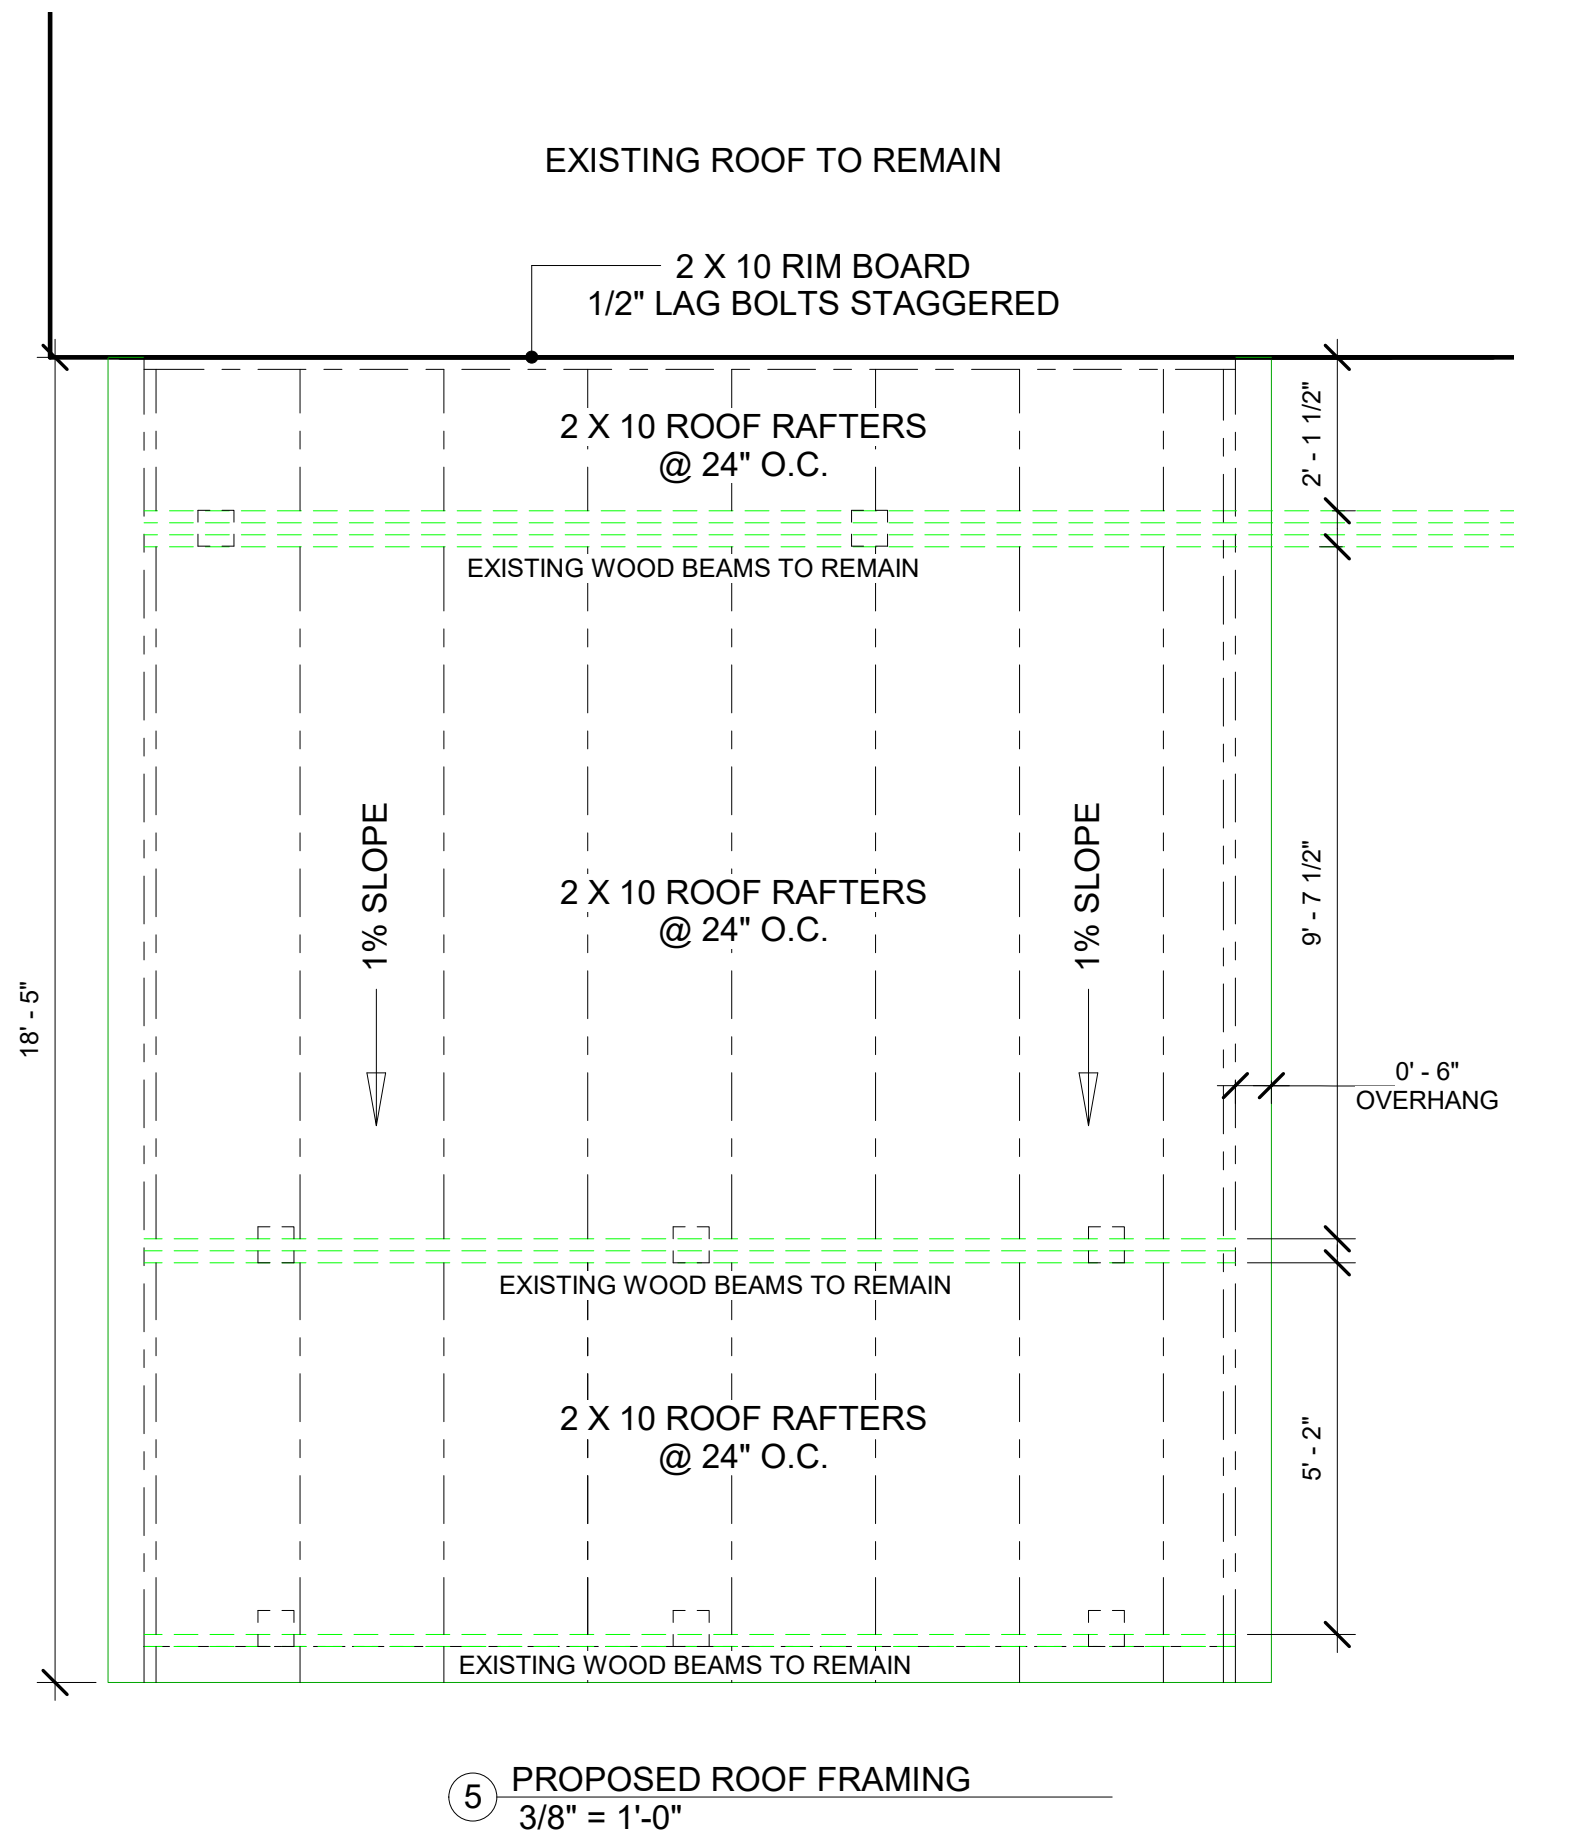 EXISTING ROOF TO REMAIN
2 X 10 RIM BOARD
1/2" LAG BOLTS STAGGERED
2' - 1 1/2"
2 X 10 ROOF RAFTERS
@ 24" O.C.
EXISTING WOOD BEAMS TO REMAIN
1% SLOPE
2 X 10 ROOF RAFTERS
@ 24" O.C.
1% SLOPE
9' - 7 1/2"
18' - 5"
0' - 6"
OVERHANG
EXISTING WOOD BEAMS TO REMAIN
2 X 10 ROOF RAFTERS
@ 24" O.C.
5' - 2"
EXISTING WOOD BEAMS TO REMAIN
5 PROPOSED ROOF FRAMING
3/8" = 1'-0"